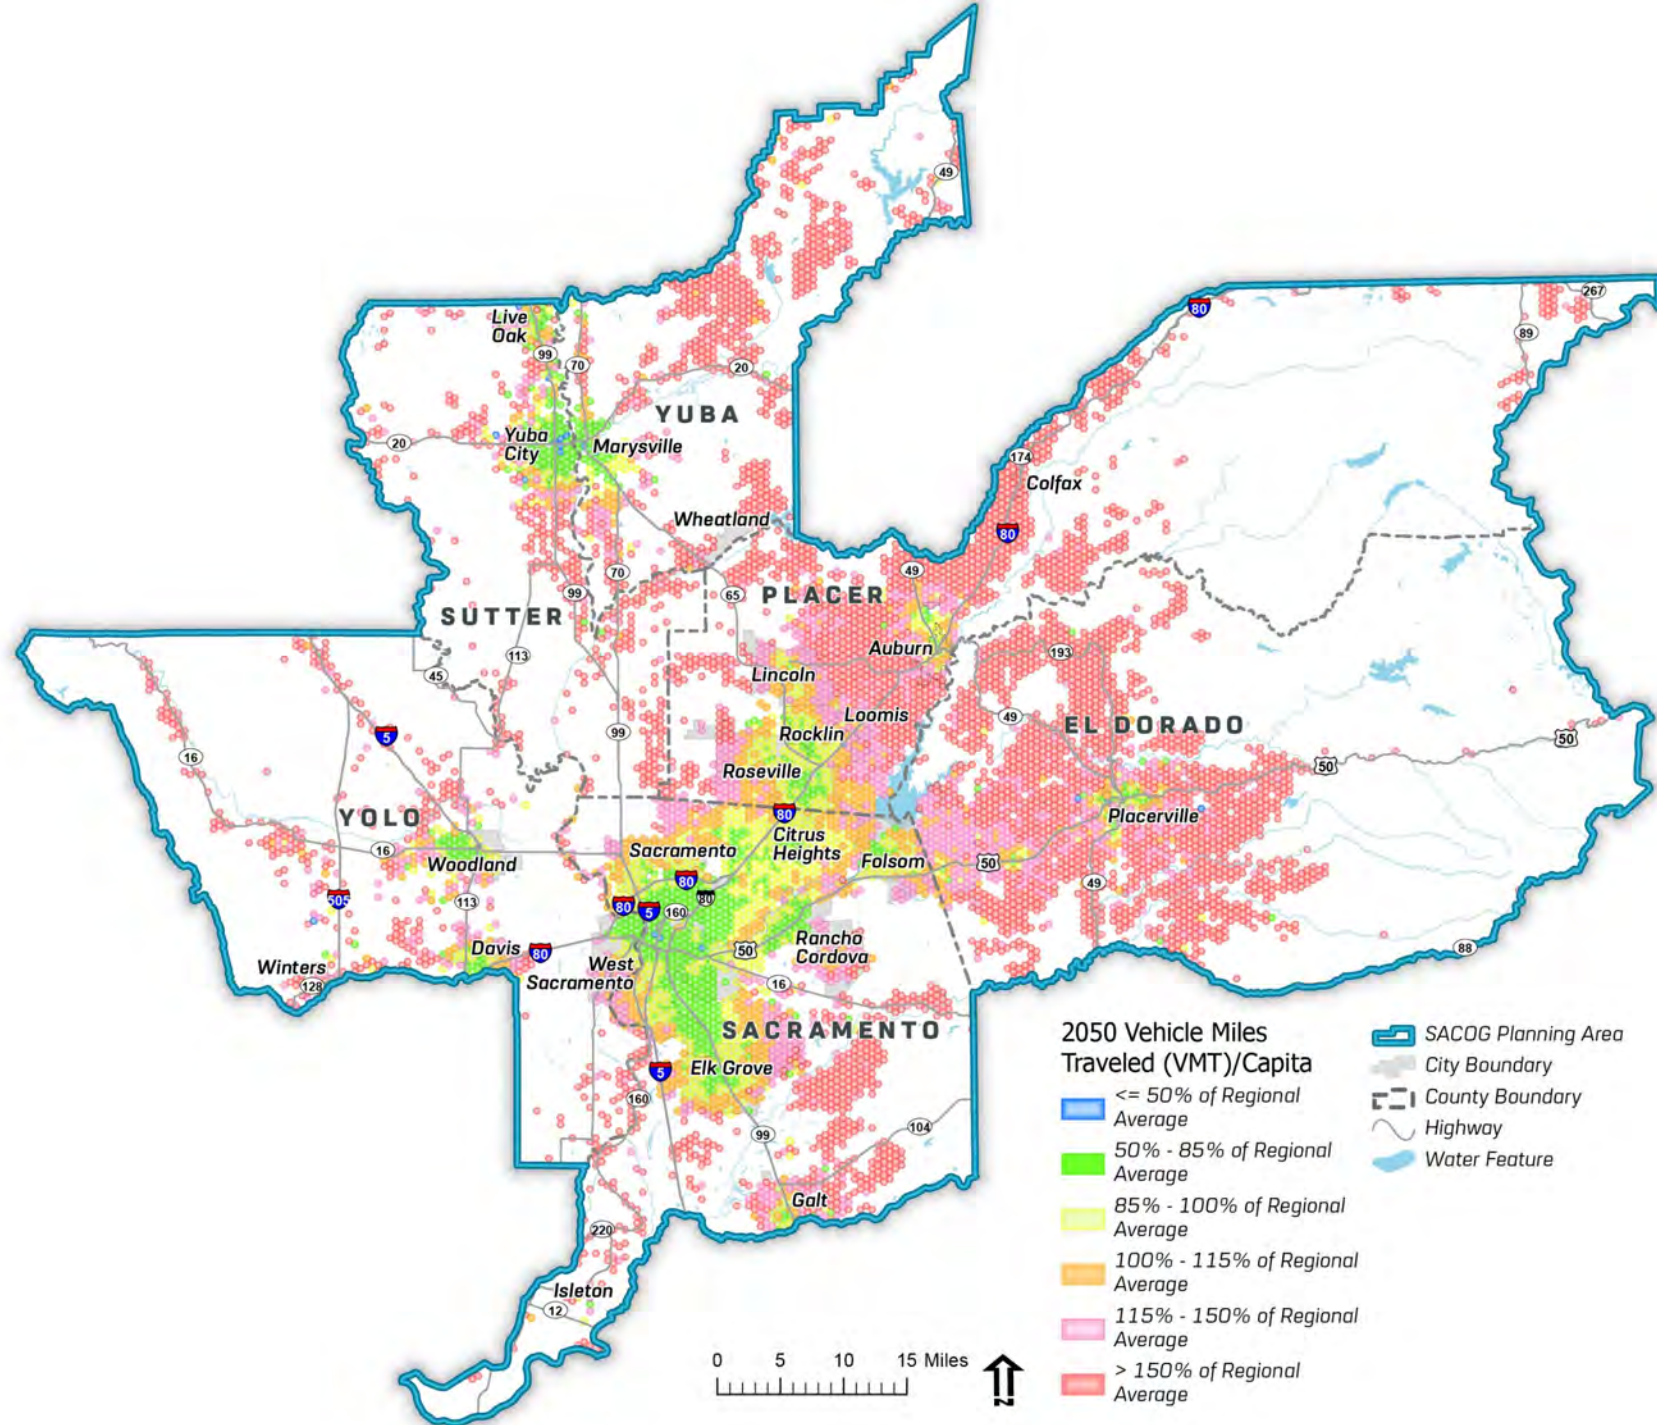 49
267
80
89
Live
Oak
99
70
20
YUBA
20
Yuba
City
Marysville
174
Colfax
Wheatland
80
49
70
99
65
PLACER
SUTTER
Auburn
193
113
45
Lincoln
49
Loomis
EL DORADO
99
Rocklin
5
50
16
Roseville
50
YOLO
80
Placerville
Citrus
Heights
16
Sacramento
Woodland
Folsom
50
80
49
505
80
113
80
5
160
Davis
80
50
Rancho
Cordova
88
Winters
West
Sacramento
128
16
SACRAMENTO
5
Elk Grove
160
99
104
Galt
220
Isleton
12
2050 Vehicle Miles
Traveled (VMT)/Capita
<= 50% of Regional
Average
50% - 85% of Regional
Average
85% - 100% of Regional
Average
100% - 115% of Regional
Average
115% - 150% of Regional
Average
> 150% of Regional
Average
SACOG Planning Area
City Boundary
County Boundary
Highway
Water Feature
0 5 10 15 Miles
N